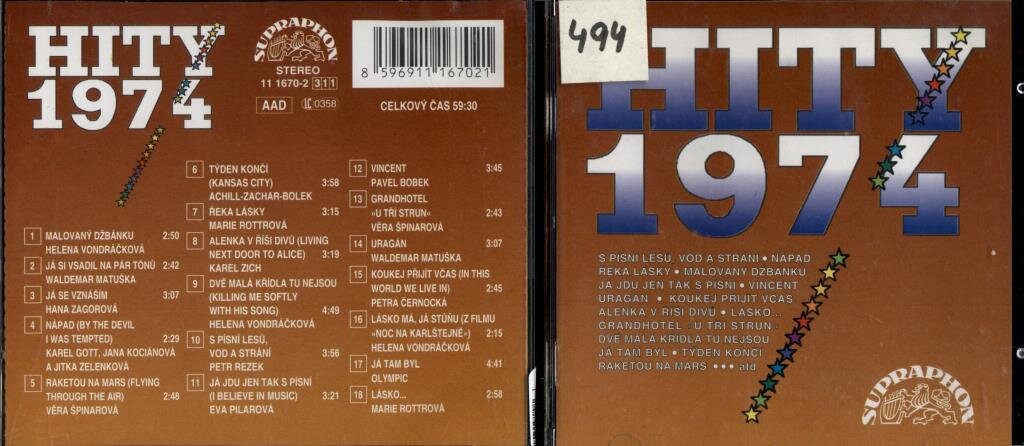 HITY
1974
SUPRAPHON
STEREO
11 1670-2 311
AAD LC 0358
8 596911 167021
CELKOVÝ ČAS 59:30
1 MALOVANÝ DŽBÁNKU 2:50
HELENA VONDRÁČKOVÁ
2 JÁ SI VSADIL NA PÁR TÓNŮ 2:42
WALDEMAR MATUŠKA
3 JÁ SE VZNÁŠÍM 3:07
HANA ZAGOROVÁ
4 NÁPAD (BY THE DEVIL
I WAS TEMPTED) 2:29
KAREL GOTT, JANA KOCIÁNOVÁ
A JITKA ZELENKOVÁ
5 RAKETOU NA MARS (FLYING
THROUGH THE AIR) 2:48
VĚRA ŠPINAROVÁ
6 TÝDEN KONČÍ
(KANSAS CITY) 3:58
ACHILL-ZACHAR-BOLEK
7 ŘEKA LÁSKY 3:15
MARIE ROTTROVÁ
8 ALENKA V ŘÍŠI DIVŮ (LIVING
NEXT DOOR TO ALICE) 3:19
KAREL ZICH
9 DVĚ MALÁ KŘÍDLA TU NEJSOU
(KILLING ME SOFTLY
WITH HIS SONG) 4:49
HELENA VONDRÁČKOVÁ
10 S PÍSNÍ LESŮ,
VOD A STRÁNÍ 3:56
PETR REZEK
11 JÁ JDU JEN TAK S PÍSNÍ
(I BELIEVE IN MUSIC) 3:21
EVA PILAROVÁ
12 VINCENT 3:45
PAVEL BOBEK
13 GRANDHOTEL
»U TŘÍ STRUN« 2:43
VĚRA ŠPINAROVÁ
14 URAGÁN 3:07
WALDEMAR MATUŠKA
15 KOUKEJ PŘIJÍT VČAS (IN THIS
WORLD WE LIVE IN) 2:45
PETRA ČERNOCKÁ
16 LÁSKO MÁ, JÁ STŮŇU (Z FILMU
»NOC NA KARLŠTEJNĚ«) 2:15
HELENA VONDRÁČKOVÁ
17 JÁ TAM BYL 4:41
OLYMPIC
18 LÁSKO... 2:58
MARIE ROTTROVÁ
494
HITY
1974
S PÍSNÍ LESŮ, VOD A STRÁNÍ • NÁPAD
ŘEKA LÁSKY • MALOVANÝ DŽBÁNKU
JÁ JDU JEN TAK S PÍSNÍ • VINCENT
URAGÁN • KOUKEJ PŘIJÍT VČAS
ALENKA V ŘÍŠI DIVŮ • LÁSKO...
GRANDHOTEL »U TŘÍ STRUN«
DVĚ MALÁ KŘÍDLA TU NEJSOU
JÁ TAM BYL • TÝDEN KONČÍ
RAKETOU NA MARS ••• atd
SUPRAPHON